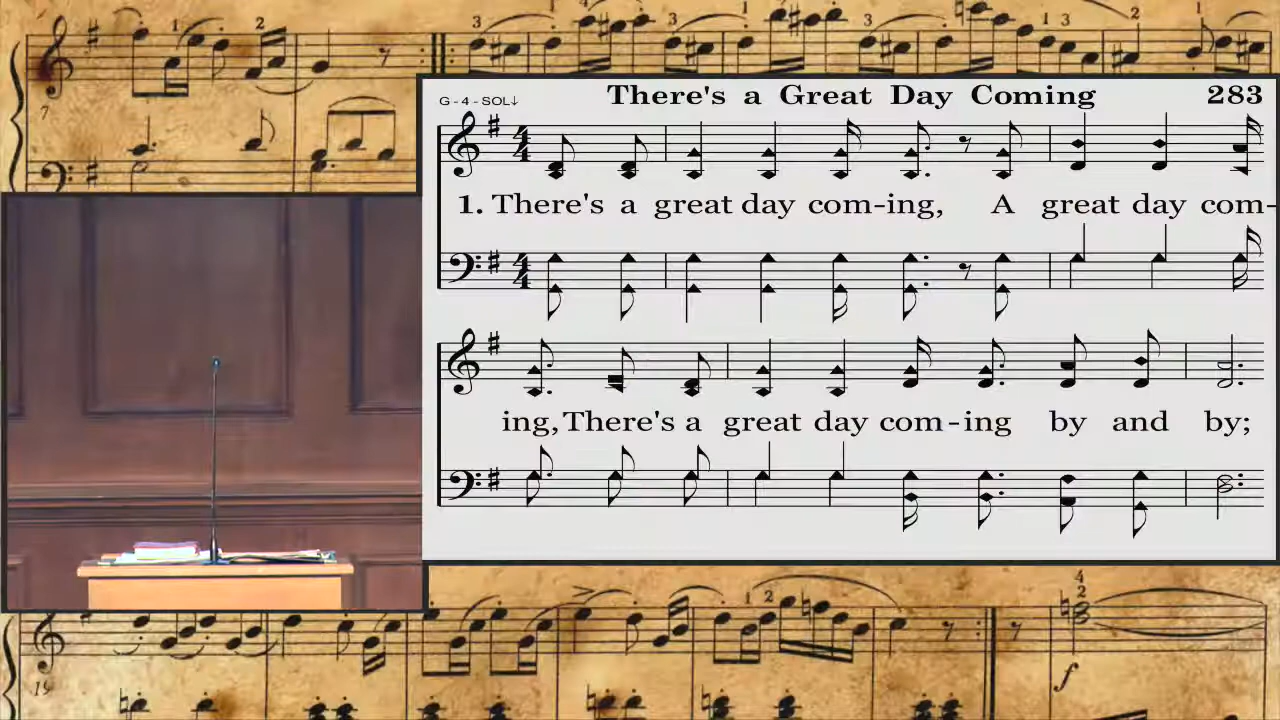 G - 4 - SOL↓ There's a Great Day Coming 283
1. There's a great day com-ing, A great day com-
ing, There's a great day com-ing by and by;